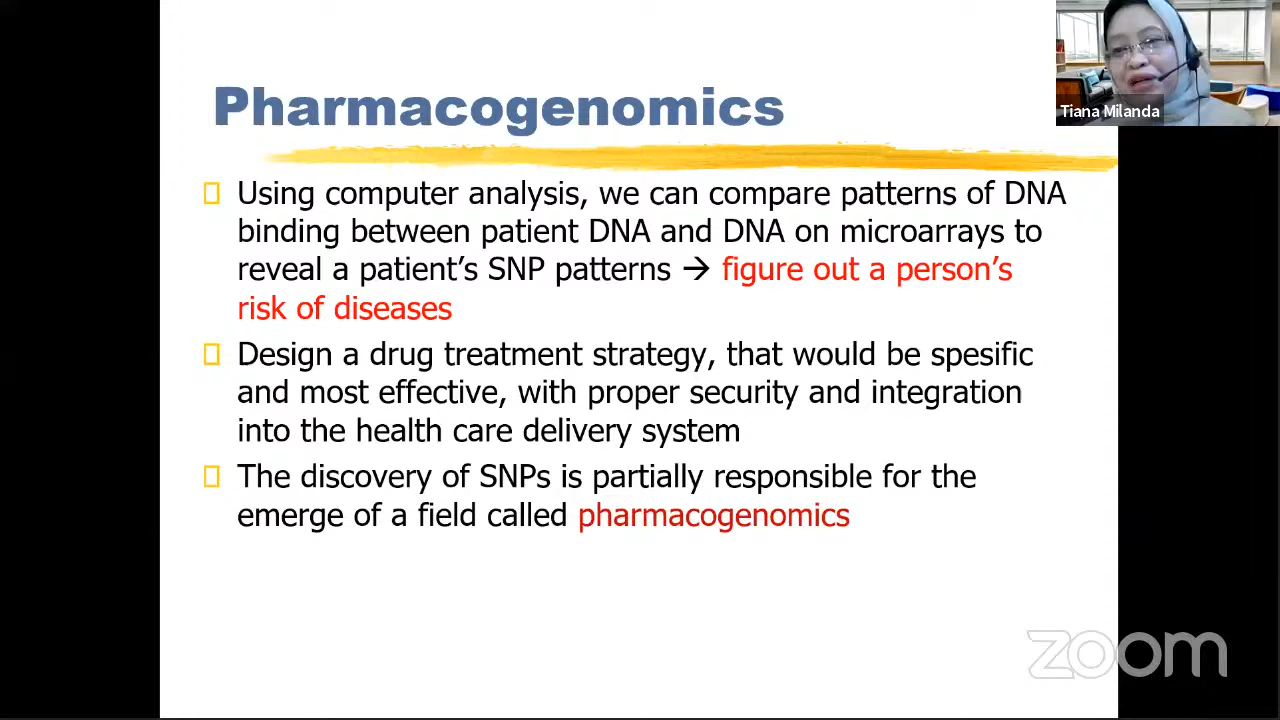 Pharmacogenomics
Tiana Milanda
Using computer analysis, we can compare patterns of DNA
binding between patient DNA and DNA on microarrays to
reveal a patient's SNP patterns → figure out a person's
risk of diseases
Design a drug treatment strategy, that would be spesific
and most effective, with proper security and integration
into the health care delivery system
The discovery of SNPs is partially responsible for the
emerge of a field called pharmacogenomics
zoom